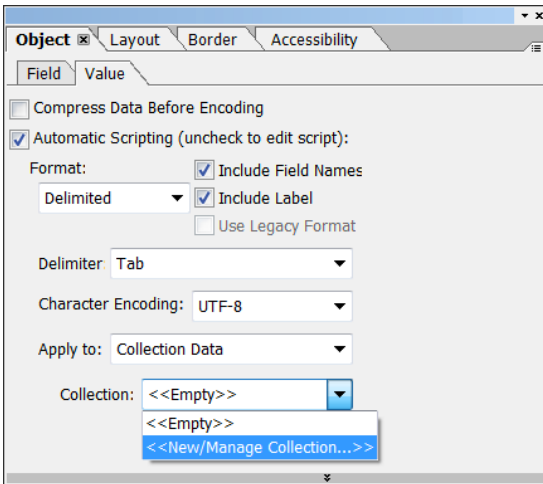 Object Layout Border Accessibility
Field Value
Compress Data Before Encoding
Automatic Scripting (uncheck to edit script):
Format: Include Field Names
Delimited Include Label
Use Legacy Format
Delimiter Tab
Character Encoding: UTF-8
Apply to: Collection Data
Collection: <<Empty>>
<<Empty>>
<<New/Manage Collection...>>